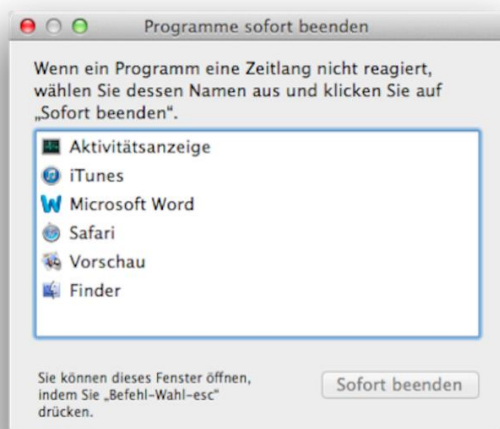 Programme sofort beenden
Wenn ein Programm eine Zeitlang nicht reagiert,
wählen Sie dessen Namen aus und klicken Sie auf
„Sofort beenden“.
Aktivitätsanzeige
iTunes
Microsoft Word
Safari
Vorschau
Finder
Sie können dieses Fenster öffnen,
indem Sie „Befehl-Wahl-esc“
drücken.
Sofort beenden